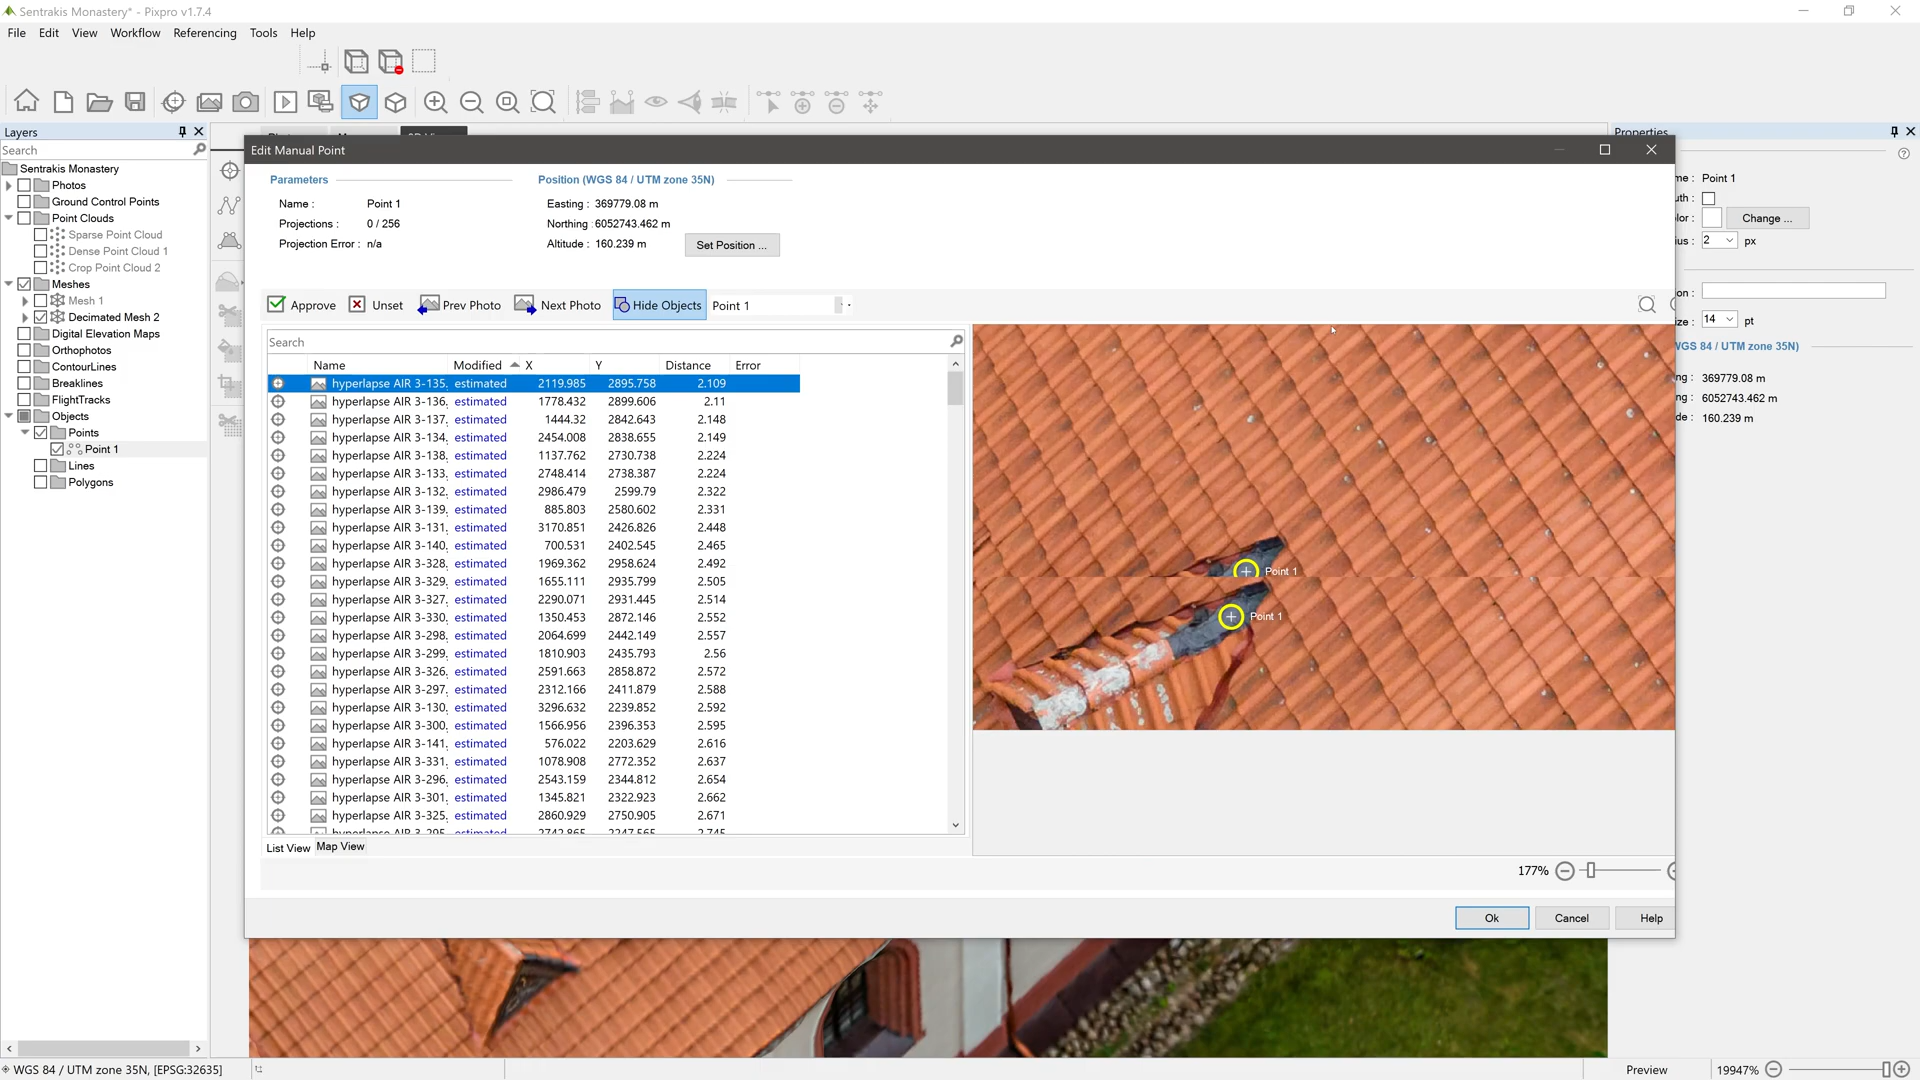 Sentrakis Monastery* - Pixpro v1.7.4
File Edit View Workflow Referencing Tools Help
Layers
Search
Sentrakis Monastery
Photos
Ground Control Points
Point Clouds
Sparse Point Cloud
Dense Point Cloud 1
Crop Point Cloud 2
Meshes
Mesh 1
Decimated Mesh 2
Digital Elevation Maps
Orthophotos
ContourLines
Breaklines
FlightTracks
Objects
Points
Point 1
Lines
Polygons
Edit Manual Point
Parameters
Name : Point 1
Projections : 0 / 256
Projection Error : n/a
Position (WGS 84 / UTM zone 35N)
Easting : 369779.08 m
Northing : 6052743.462 m
Altitude : 160.239 m
Set Position ...
Approve Unset Prev Photo Next Photo Hide Objects Point 1
Search
Name Modified X Y Distance Error
hyperlapse AIR 3-135. estimated 2119.985 2895.758 2.109
hyperlapse AIR 3-136. estimated 1778.432 2899.606 2.11
hyperlapse AIR 3-137. estimated 1444.32 2842.643 2.148
hyperlapse AIR 3-134. estimated 2454.008 2838.655 2.149
hyperlapse AIR 3-138. estimated 1137.762 2730.738 2.224
hyperlapse AIR 3-133. estimated 2748.414 2738.387 2.224
hyperlapse AIR 3-132. estimated 2986.479 2599.79 2.322
hyperlapse AIR 3-139. estimated 885.803 2580.602 2.331
hyperlapse AIR 3-131. estimated 3170.851 2426.826 2.448
hyperlapse AIR 3-140. estimated 700.531 2402.545 2.465
hyperlapse AIR 3-328. estimated 1969.362 2958.624 2.492
hyperlapse AIR 3-329. estimated 1655.111 2935.799 2.505
hyperlapse AIR 3-327. estimated 2290.071 2931.445 2.514
hyperlapse AIR 3-330. estimated 1350.453 2872.146 2.552
hyperlapse AIR 3-298. estimated 2064.699 2442.149 2.557
hyperlapse AIR 3-299. estimated 1810.903 2435.793 2.56
hyperlapse AIR 3-326. estimated 2591.663 2858.872 2.572
hyperlapse AIR 3-297. estimated 2312.166 2411.879 2.588
hyperlapse AIR 3-130. estimated 3296.632 2239.852 2.592
hyperlapse AIR 3-300. estimated 1566.956 2396.353 2.595
hyperlapse AIR 3-141. estimated 576.022 2203.629 2.616
hyperlapse AIR 3-331. estimated 1078.908 2772.352 2.637
hyperlapse AIR 3-296. estimated 2543.159 2344.812 2.654
hyperlapse AIR 3-301. estimated 1345.821 2322.923 2.662
hyperlapse AIR 3-325. estimated 2860.929 2750.905 2.671
hyperlapse AIR 3-295. estimated 2742.865 2247.565 2.745
List View Map View
Point 1
Point 1
177%
Ok Cancel Help
Properties
me : Point 1
uth :
lor : Change ...
ius : 2 px
on :
ze : 14 pt
WGS 84 / UTM zone 35N)
ng : 369779.08 m
ng : 6052743.462 m
de : 160.239 m
WGS 84 / UTM zone 35N, [EPSG:32635]
Preview 19947%